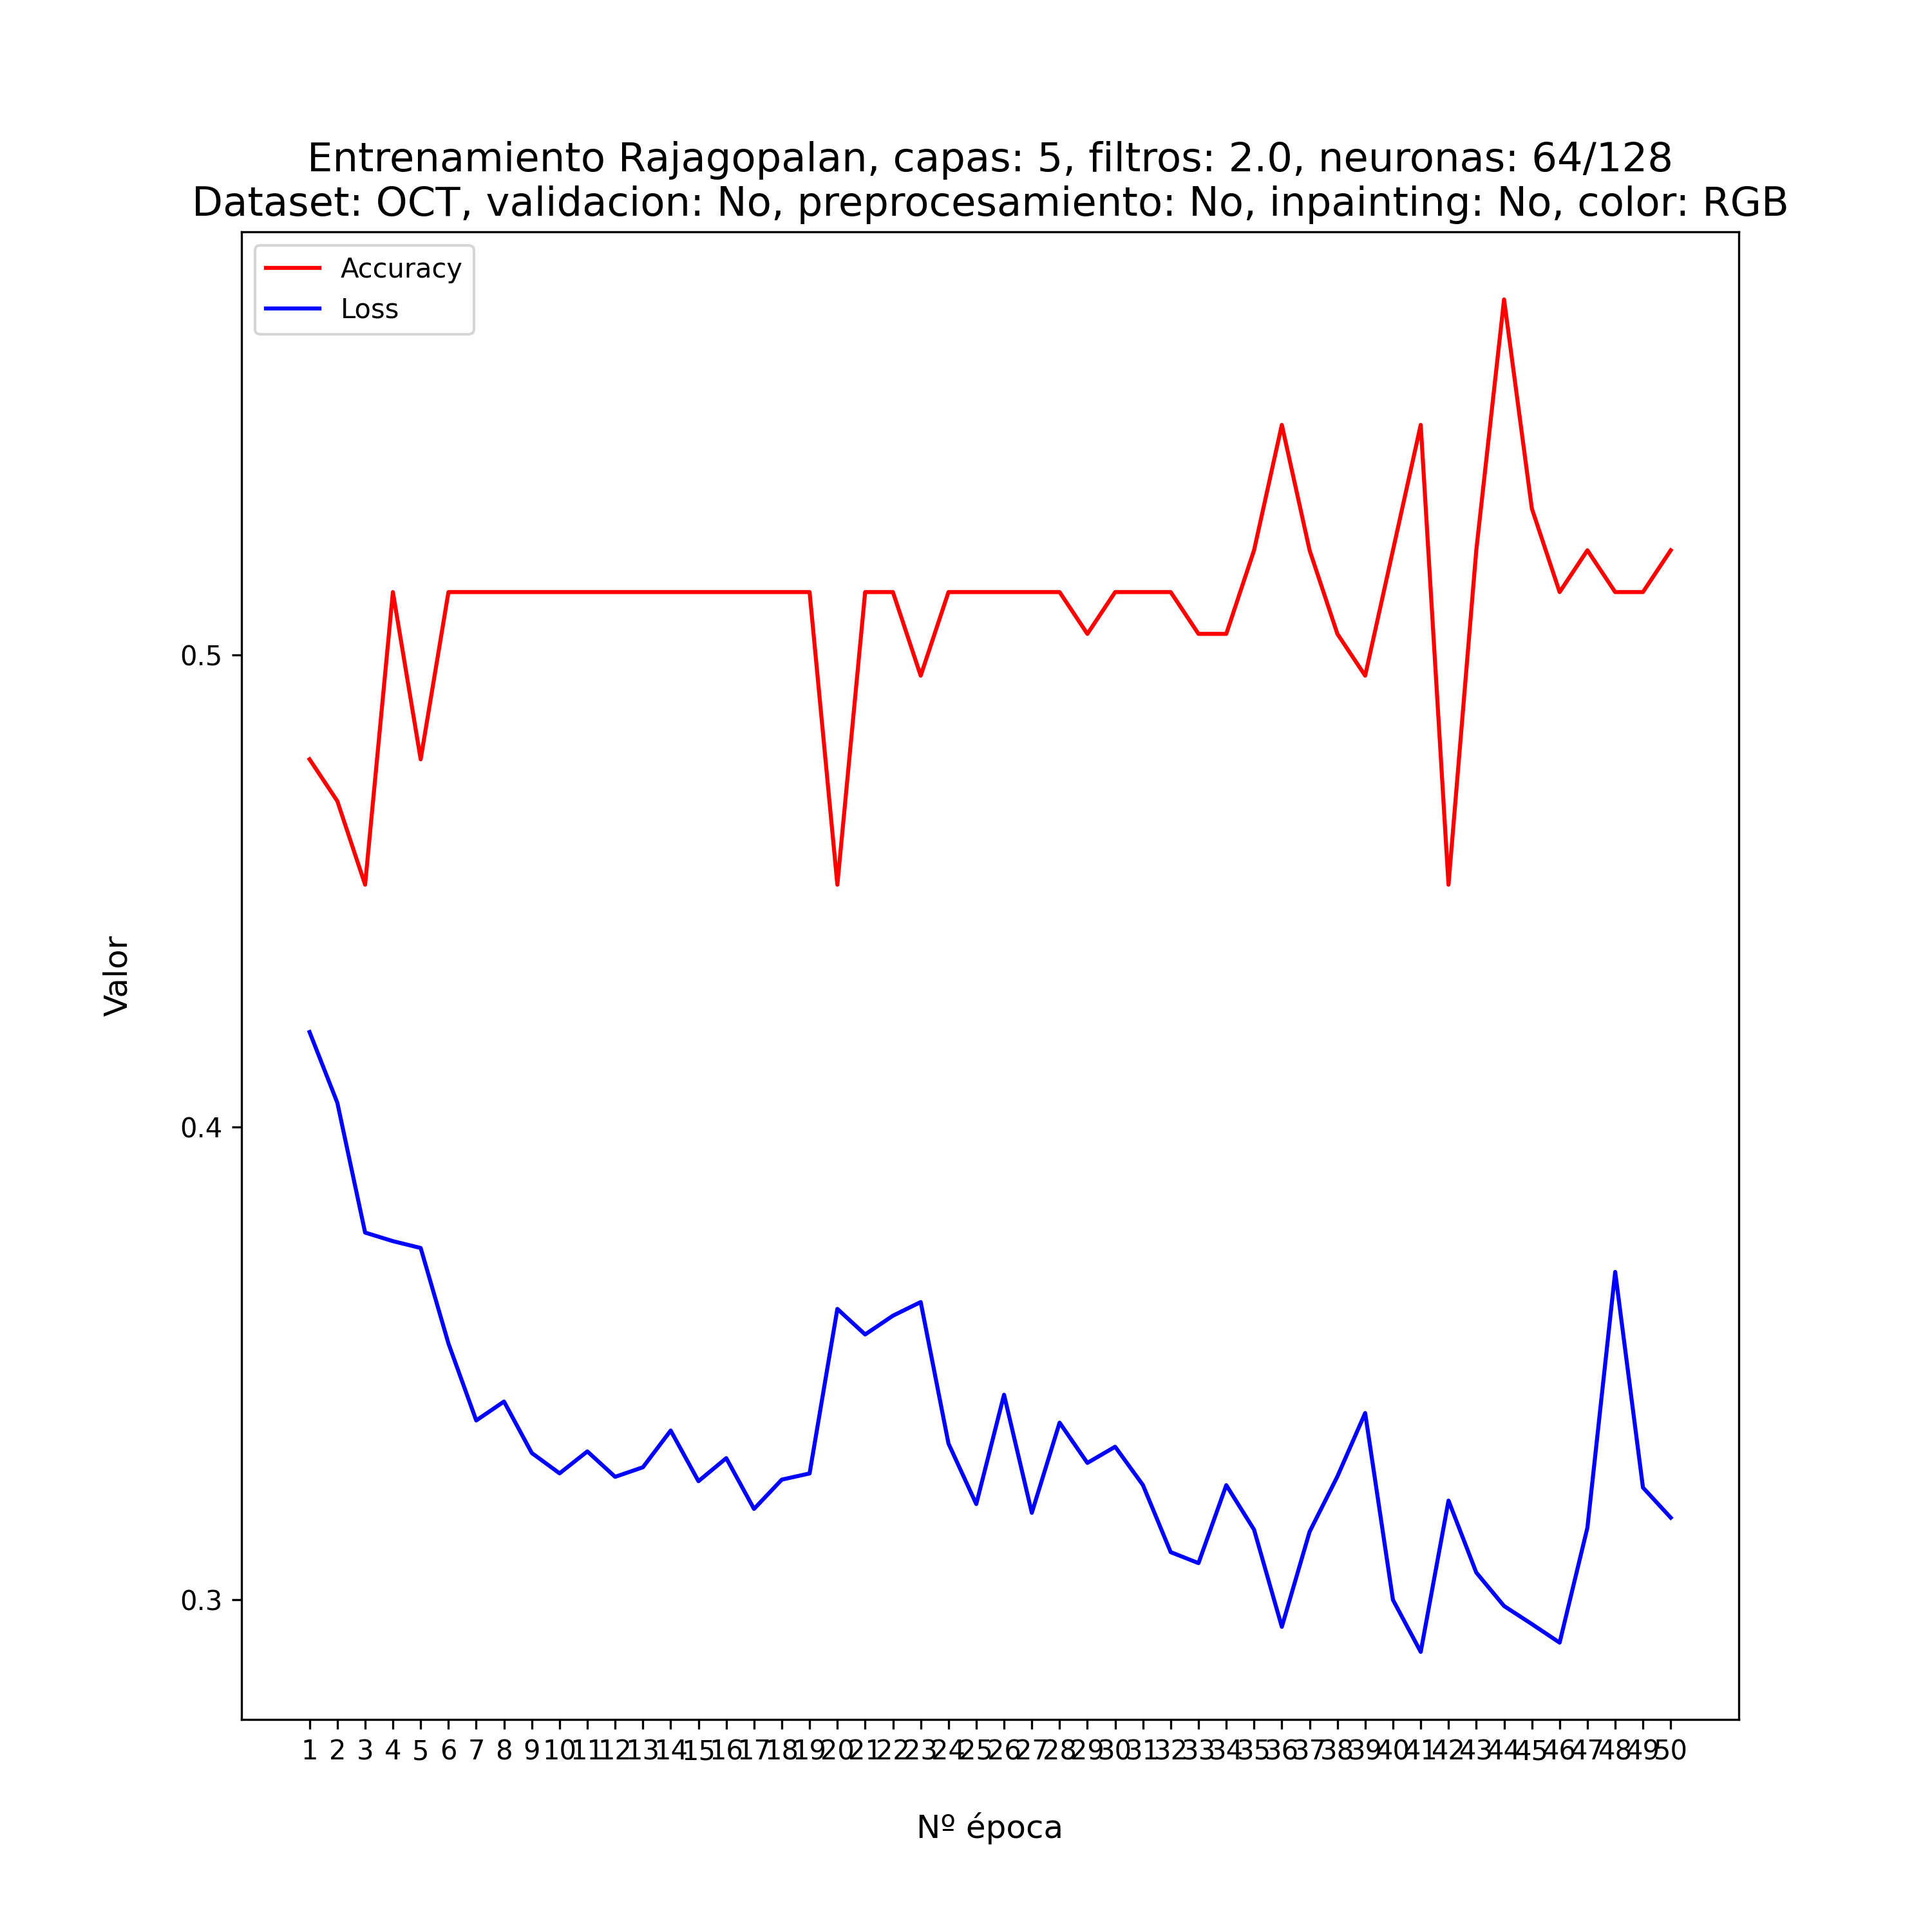 Entrenamiento Rajagopalan, capas: 5, filtros: 2.0, neuronas: 64/128
Dataset: OCT, validacion: No, preprocesamiento: No, inpainting: No, color: RGB
Accuracy
Loss
0.5
0.4
0.3
Valor
1 2 3 4 5 6 7 8 9 10 11 12 13 14 15 16 17 18 19 20 21 22 23 24 25 26 27 28 29 30 31 32 33 34 35 36 37 38 39 40 41 42 43 44 45 46 47 48 49 50
Nº época